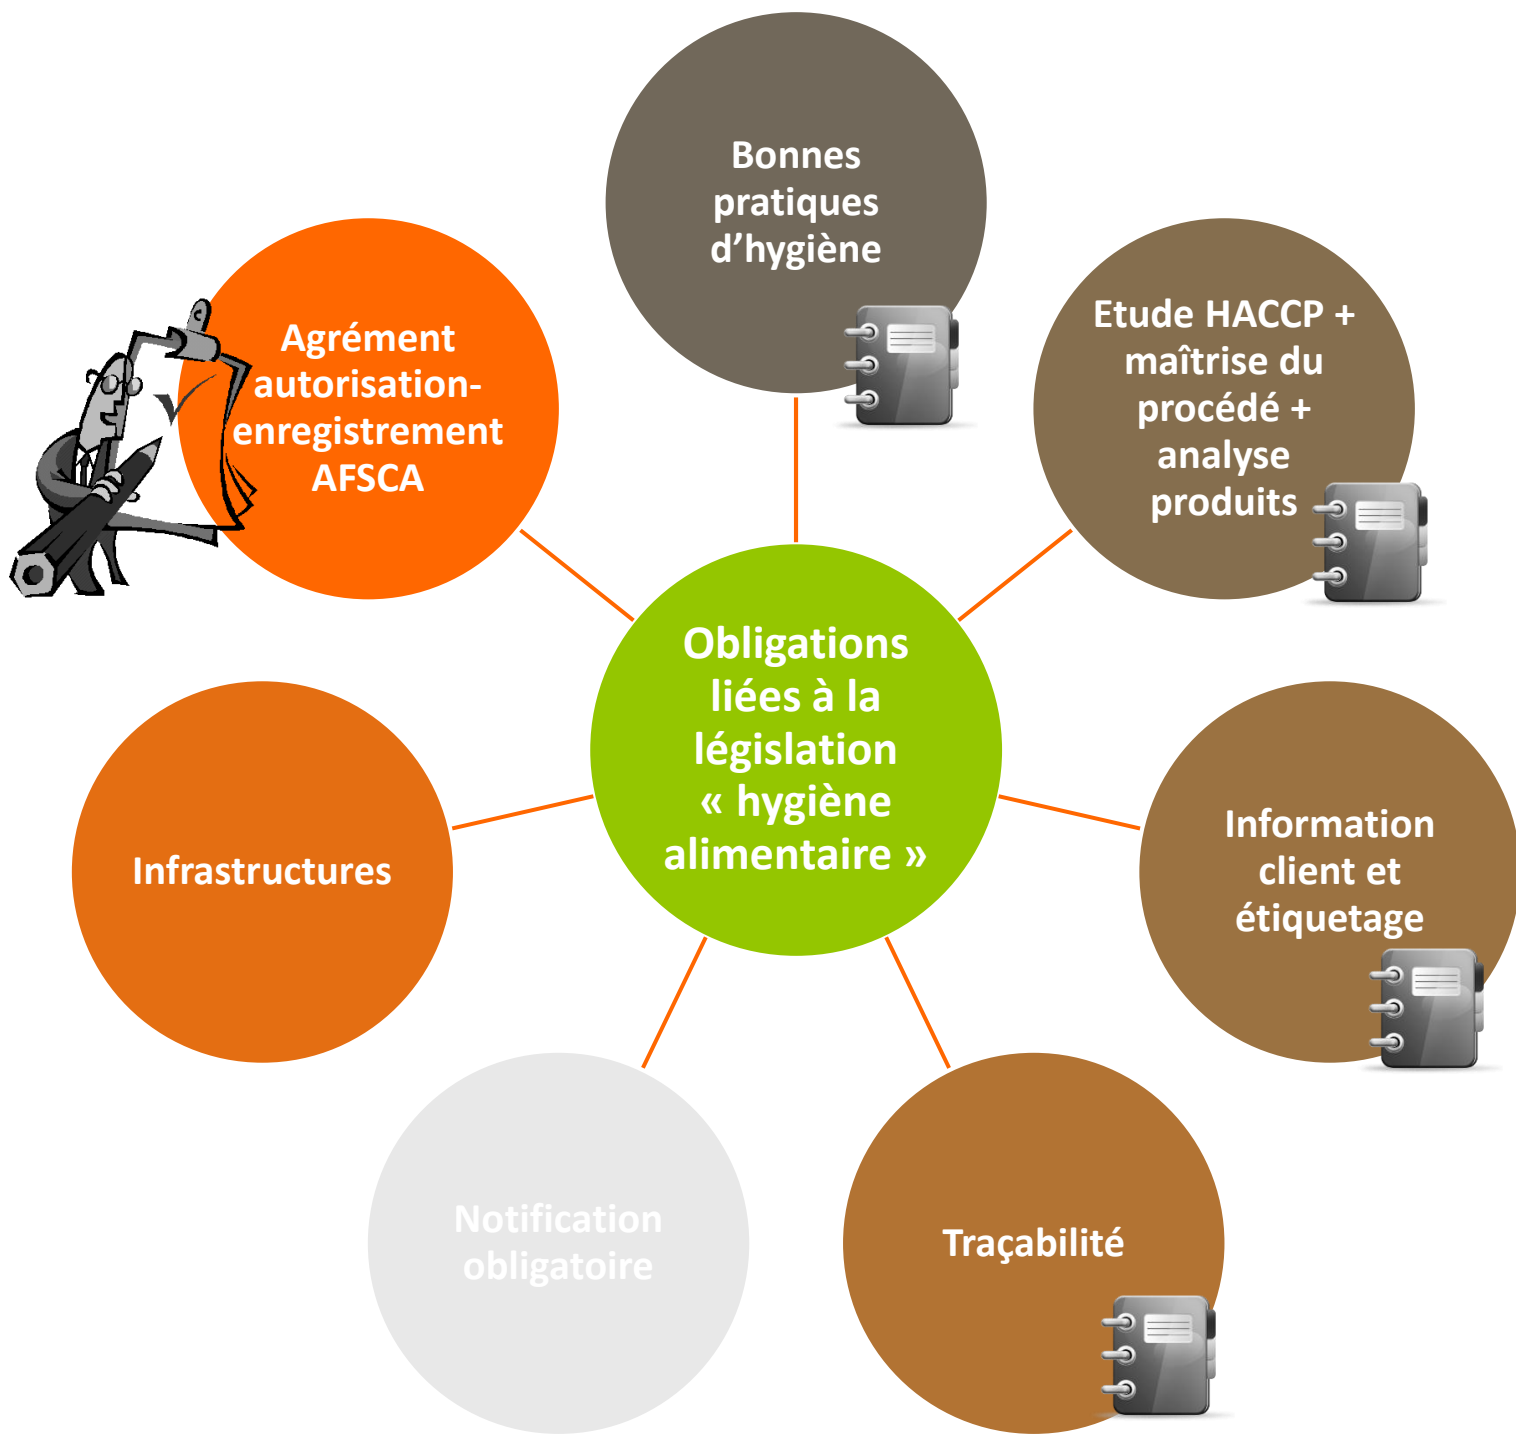 Bonnes
pratiques
d’hygiène
Etude HACCP +
maîtrise du
procédé +
analyse
produits
Information
client et
étiquetage
Traçabilité
Notification
obligatoire
Infrastructures
Agrément
autorisation-
enregistrement
AFSCA
Obligations
liées à la
législation
« hygiène
alimentaire »